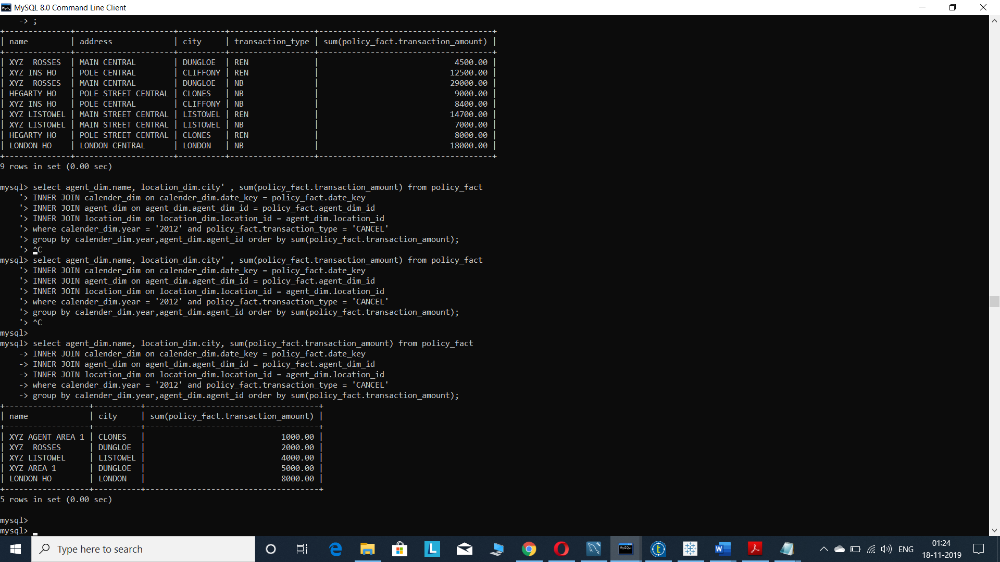 MySQL 8.0 Command Line Client
    -> ;
+--------------+---------------------+----------+------------------+-------------------------------------+
| name         | address             | city     | transaction_type | sum(policy_fact.transaction_amount) |
+--------------+---------------------+----------+------------------+-------------------------------------+
| XYZ  ROSSES  | MAIN CENTRAL        | DUNGLOE  | REN              |                             4500.00 |
| XYZ INS HO   | POLE CENTRAL        | CLIFFONY | REN              |                            12500.00 |
| XYZ  ROSSES  | MAIN CENTRAL        | DUNGLOE  | NB               |                            29000.00 |
| HEGARTY HO   | POLE STREET CENTRAL | CLONES   | NB               |                             9000.00 |
| XYZ INS HO   | POLE CENTRAL        | CLIFFONY | NB               |                             8400.00 |
| XYZ LISTOWEL | MAIN STREET CENTRAL | LISTOWEL | REN              |                            14700.00 |
| XYZ LISTOWEL | MAIN STREET CENTRAL | LISTOWEL | NB               |                             7000.00 |
| HEGARTY HO   | POLE STREET CENTRAL | CLONES   | REN              |                             8000.00 |
| LONDON HO    | LONDON CENTRAL      | LONDON   | NB               |                            18000.00 |
+--------------+---------------------+----------+------------------+-------------------------------------+
9 rows in set (0.00 sec)
mysql> select agent_dim.name, location_dim.city' , sum(policy_fact.transaction_amount) from policy_fact
    '> INNER JOIN calender_dim on calender_dim.date_key = policy_fact.date_key
    '> INNER JOIN agent_dim on agent_dim.agent_dim_id = policy_fact.agent_dim_id
    '> INNER JOIN location_dim on location_dim.location_id = agent_dim.location_id
    '> where calender_dim.year = '2012' and policy_fact.transaction_type = 'CANCEL'
    '> group by calender_dim.year,agent_dim.agent_id order by sum(policy_fact.transaction_amount);
    '> ^C
mysql> select agent_dim.name, location_dim.city' , sum(policy_fact.transaction_amount) from policy_fact
    '> INNER JOIN calender_dim on calender_dim.date_key = policy_fact.date_key
    '> INNER JOIN agent_dim on agent_dim.agent_dim_id = policy_fact.agent_dim_id
    '> INNER JOIN location_dim on location_dim.location_id = agent_dim.location_id
    '> where calender_dim.year = '2012' and policy_fact.transaction_type = 'CANCEL'
    '> group by calender_dim.year,agent_dim.agent_id order by sum(policy_fact.transaction_amount);
    '> ^C
mysql>
mysql> select agent_dim.name, location_dim.city, sum(policy_fact.transaction_amount) from policy_fact
    -> INNER JOIN calender_dim on calender_dim.date_key = policy_fact.date_key
    -> INNER JOIN agent_dim on agent_dim.agent_dim_id = policy_fact.agent_dim_id
    -> INNER JOIN location_dim on location_dim.location_id = agent_dim.location_id
    -> where calender_dim.year = '2012' and policy_fact.transaction_type = 'CANCEL'
    -> group by calender_dim.year,agent_dim.agent_id order by sum(policy_fact.transaction_amount);
+------------------+----------+-------------------------------------+
| name             | city     | sum(policy_fact.transaction_amount) |
+------------------+----------+-------------------------------------+
| XYZ AGENT AREA 1 | CLONES   |                             1000.00 |
| XYZ  ROSSES      | DUNGLOE  |                             2000.00 |
| XYZ LISTOWEL     | LISTOWEL |                             4000.00 |
| XYZ AREA 1       | DUNGLOE  |                             5000.00 |
| LONDON HO        | LONDON   |                             8000.00 |
+------------------+----------+-------------------------------------+
5 rows in set (0.00 sec)
mysql>
mysql>
Type here to search
ENG
01:24
18-11-2019